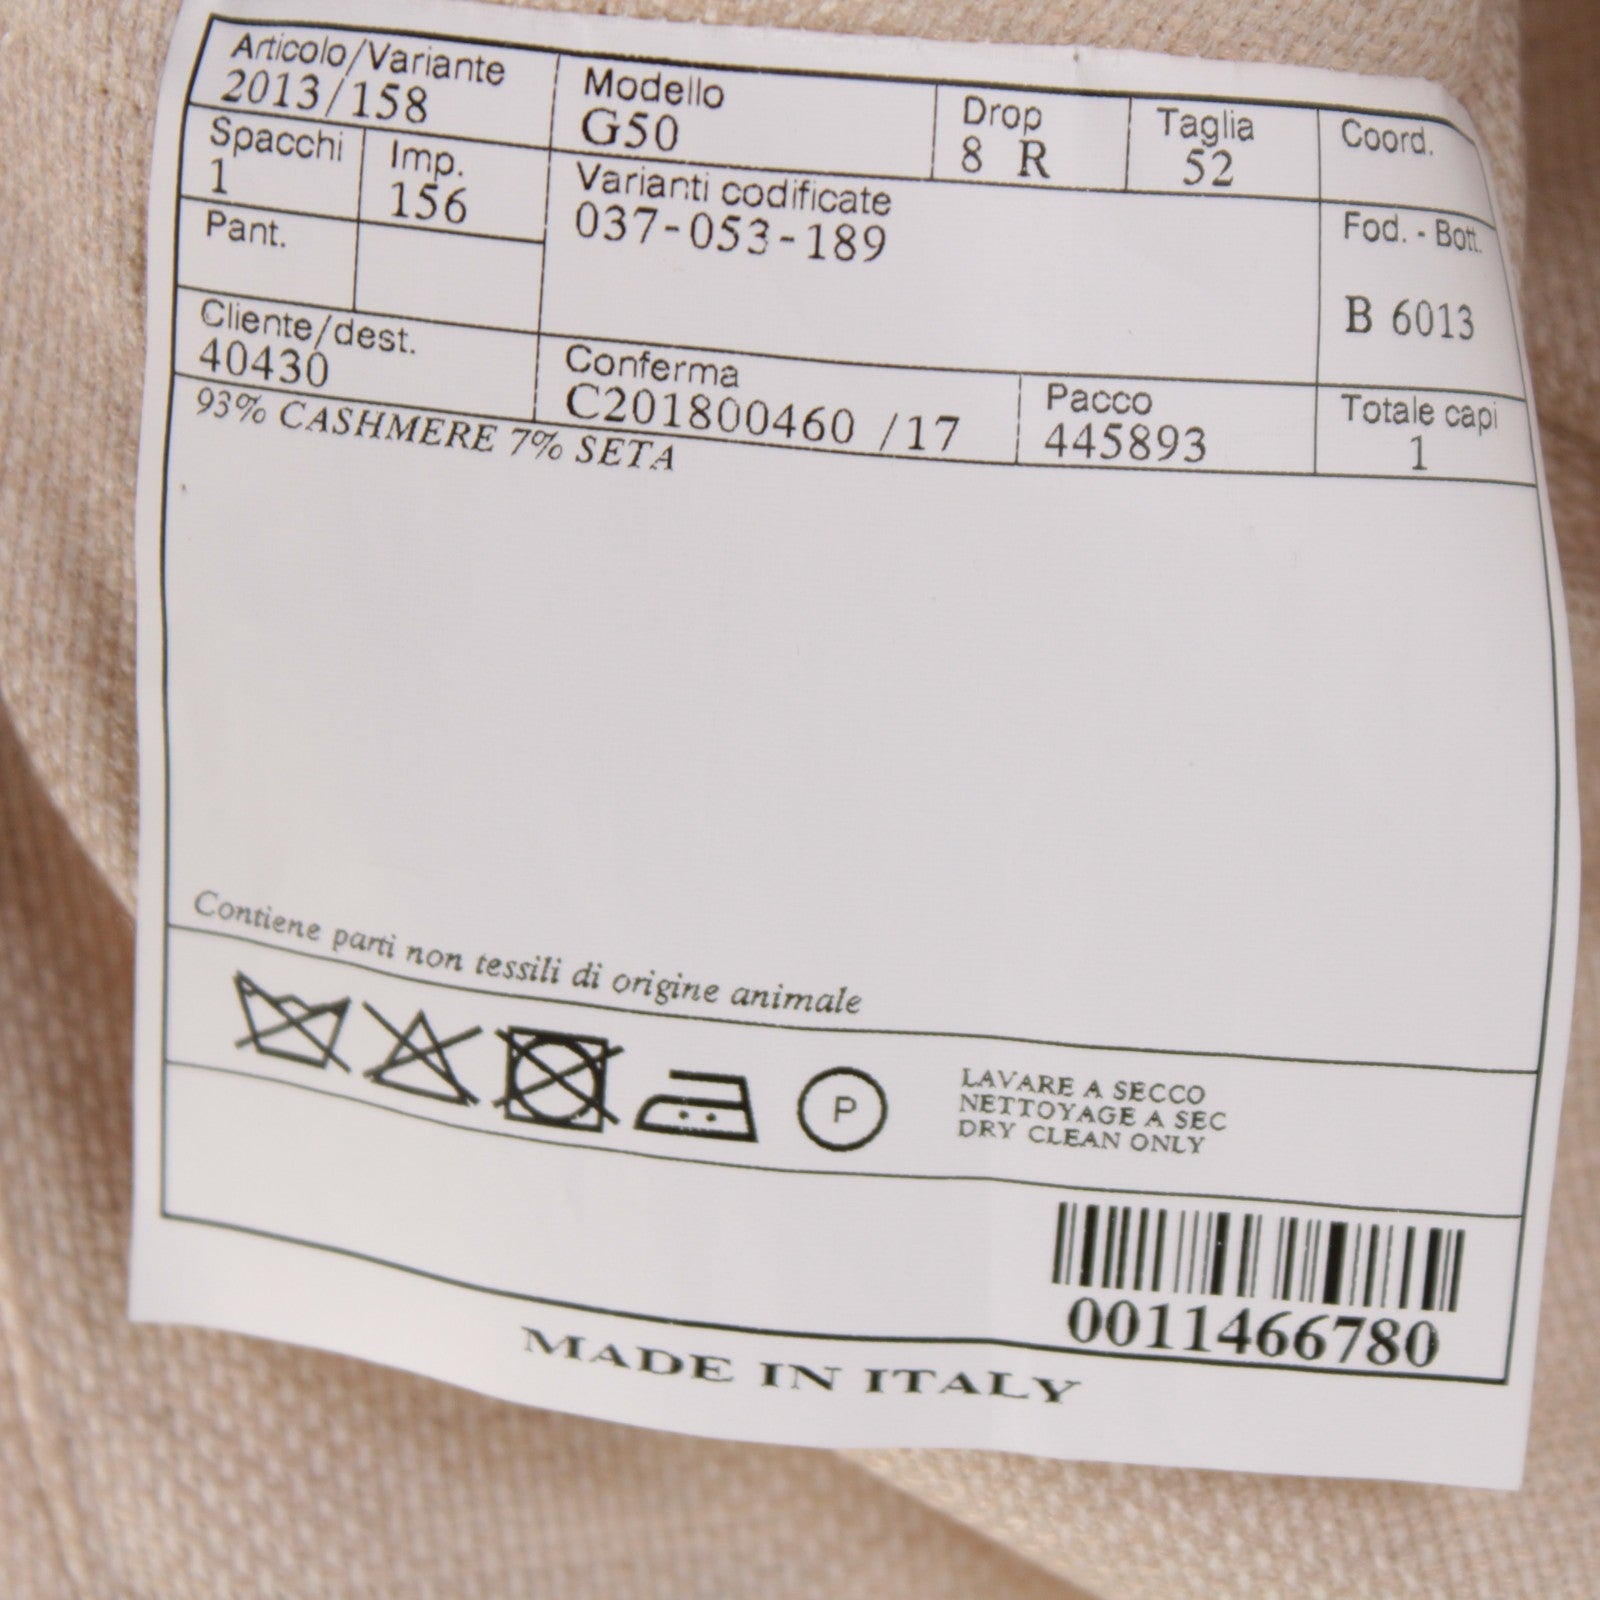 Articolo/Variante
2013/158
Modello
G50
Drop
8 R
Taglia
52
Coord.
Spacchi
1
Imp.
156
Varianti codificate
037-053-189
Fod. - Bott.
B 6013
Pant.
Cliente/dest.
40430
Conferma
C201800460 /17
Pacco
445893
Totale capi
1
93% CASHMERE 7% SETA
Contiene parti non tessili di origine animale
P
LAVARE A SECCO
NETTOYAGE A SEC
DRY CLEAN ONLY
0011466780
MADE IN ITALY